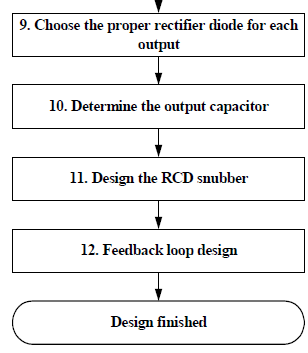 9. Choose the proper rectifier diode for each
output
10. Determine the output capacitor
11. Design the RCD snubber
12. Feedback loop design
Design finished